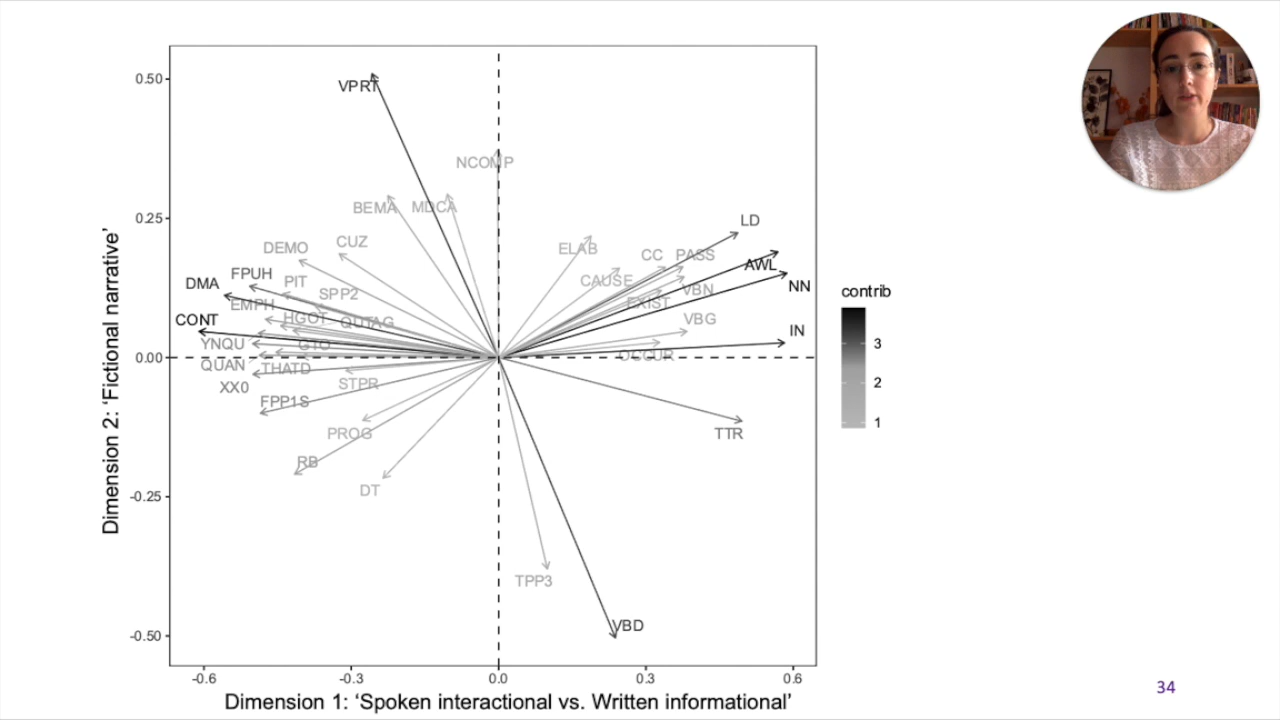 0.50
0.25
0.00
-0.25
-0.50
Dimension 2: ‘Fictional narrative’
VPRT
NCOMP
BEMA
MDCA
LD
DEMO
CUZ
ELAB
CC
PASS
AWL
DMA
FPUH
PIT
CAUSE
NN
EMPH
SPP2
EXIST
VBN
CONT
HGOT
QUTAG
VBG
IN
YNQU
GTO
OCCUR
QUAN
THATD
XX0
STPR
FPP1S
PROG
TTR
RB
DT
TPP3
VBD
-0.6
-0.3
0.0
0.3
0.6
Dimension 1: ‘Spoken interactional vs. Written informational’
contrib
3
2
1
34